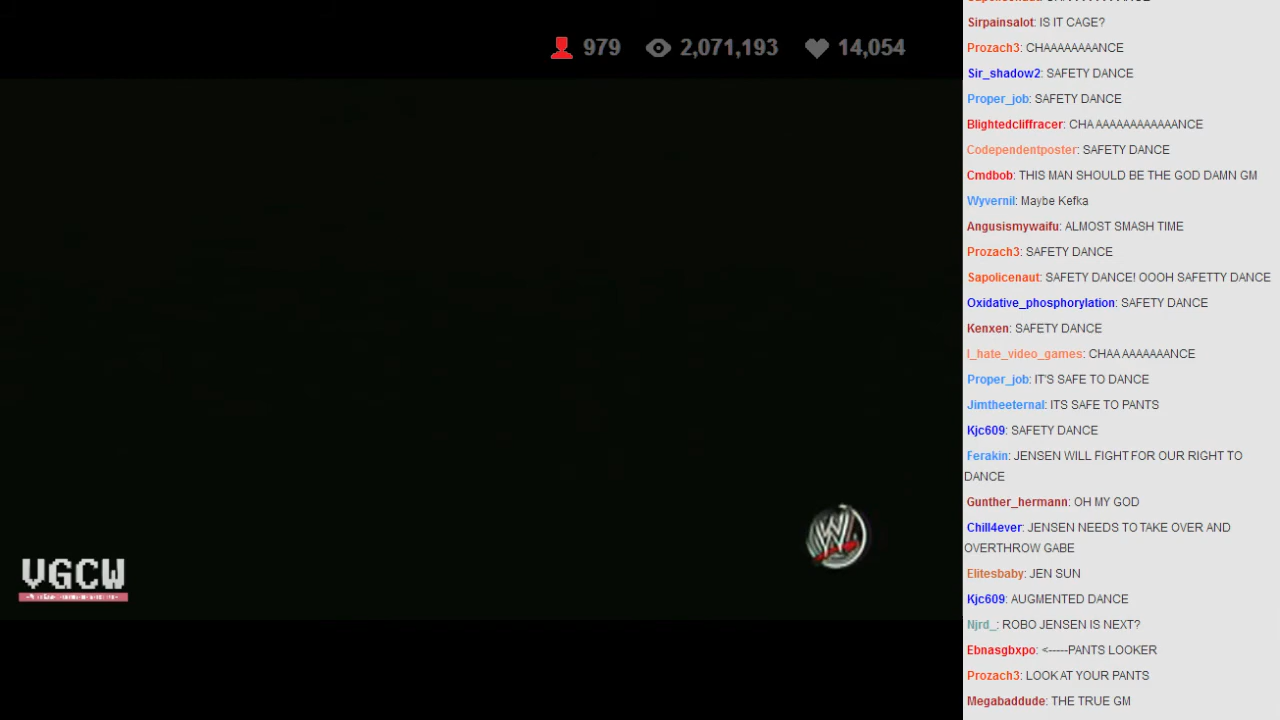 979 2,071,193 14,054
Sirpainsalot: IS IT CAGE?
Prozach3: CHAAAAAAAANCE
Sir_shadow2: SAFETY DANCE
Proper_job: SAFETY DANCE
Blightedcliffracer: CHA AAAAAAAAAAAANCE
Codependentposter: SAFETY DANCE
Cmdbob: THIS MAN SHOULD BE THE GOD DAMN GM
Wyvernil: Maybe Kefka
Angusismywaifu: ALMOST SMASH TIME
Prozach3: SAFETY DANCE
Sapolicenaut: SAFETY DANCE! OOOH SAFETTY DANCE
Oxidative_phosphorylation: SAFETY DANCE
Kenxen: SAFETY DANCE
I_hate_video_games: CHAA AAAAAAANCE
Proper_job: IT'S SAFE TO DANCE
Jimtheeternal: ITS SAFE TO PANTS
Kjc609: SAFETY DANCE
Ferakin: JENSEN WILL FIGHT FOR OUR RIGHT TO
DANCE
Gunther_hermann: OH MY GOD
Chill4ever: JENSEN NEEDS TO TAKE OVER AND
OVERTHROW GABE
Elitesbaby: JEN SUN
Kjc609: AUGMENTED DANCE
Njrd_: ROBO JENSEN IS NEXT?
Ebnasgbxpo: <-----PANTS LOOKER
Prozach3: LOOK AT YOUR PANTS
Megabaddude: THE TRUE GM
W
VGCW